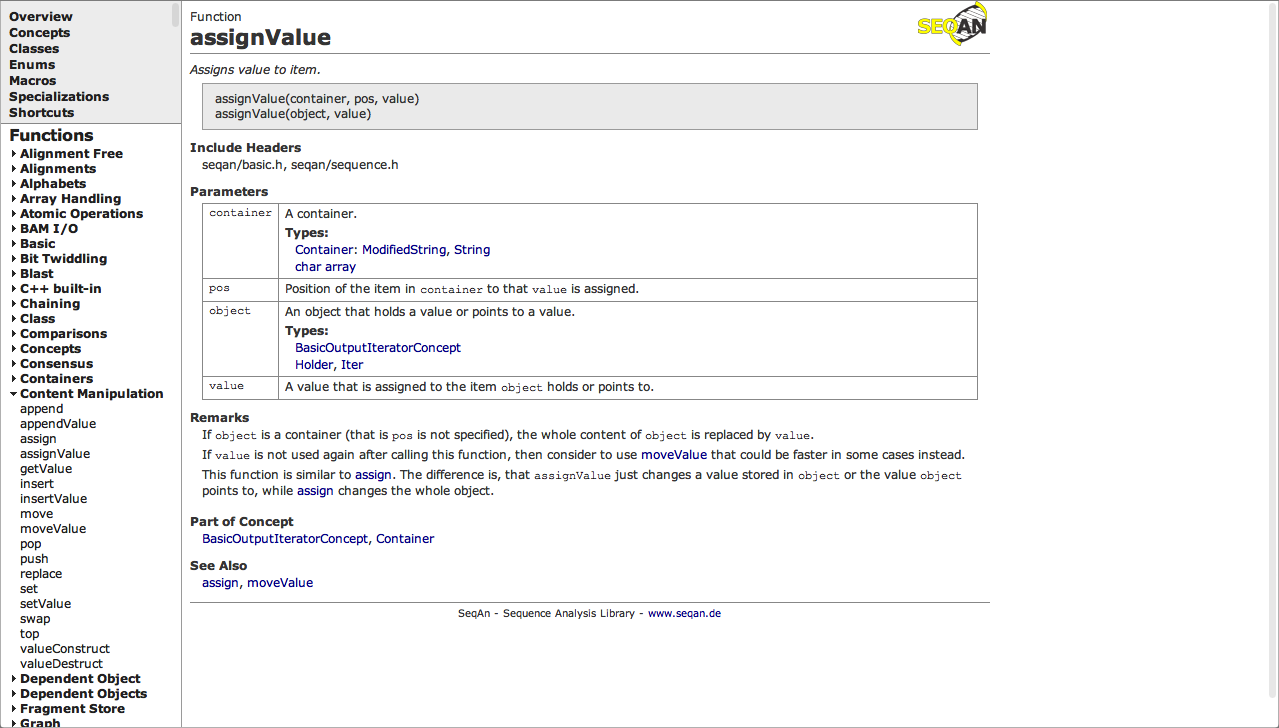 Overview
Concepts
Classes
Enums
Macros
Specializations
Shortcuts
Functions
Alignment Free
Alignments
Alphabets
Array Handling
Atomic Operations
BAM I/O
Basic
Bit Twiddling
Blast
C++ built-in
Chaining
Class
Comparisons
Concepts
Consensus
Containers
Content Manipulation
append
appendValue
assign
assignValue
getValue
insert
insertValue
move
moveValue
pop
push
replace
set
setValue
swap
top
valueConstruct
valueDestruct
Dependent Object
Dependent Objects
Fragment Store
Graph
Function
SEQAN
assignValue
Assigns value to item.
assignValue(container, pos, value)
assignValue(object, value)
Include Headers
seqan/basic.h, seqan/sequence.h
Parameters
container A container.
Types:
Container: ModifiedString, String
char array
pos Position of the item in container to that value is assigned.
object An object that holds a value or points to a value.
Types:
BasicOutputIteratorConcept
Holder, Iter
value A value that is assigned to the item object holds or points to.
Remarks
If object is a container (that is pos is not specified), the whole content of object is replaced by value.
If value is not used again after calling this function, then consider to use moveValue that could be faster in some cases instead.
This function is similar to assign. The difference is, that assignValue just changes a value stored in object or the value object
points to, while assign changes the whole object.
Part of Concept
BasicOutputIteratorConcept, Container
See Also
assign, moveValue
SeqAn - Sequence Analysis Library - www.seqan.de